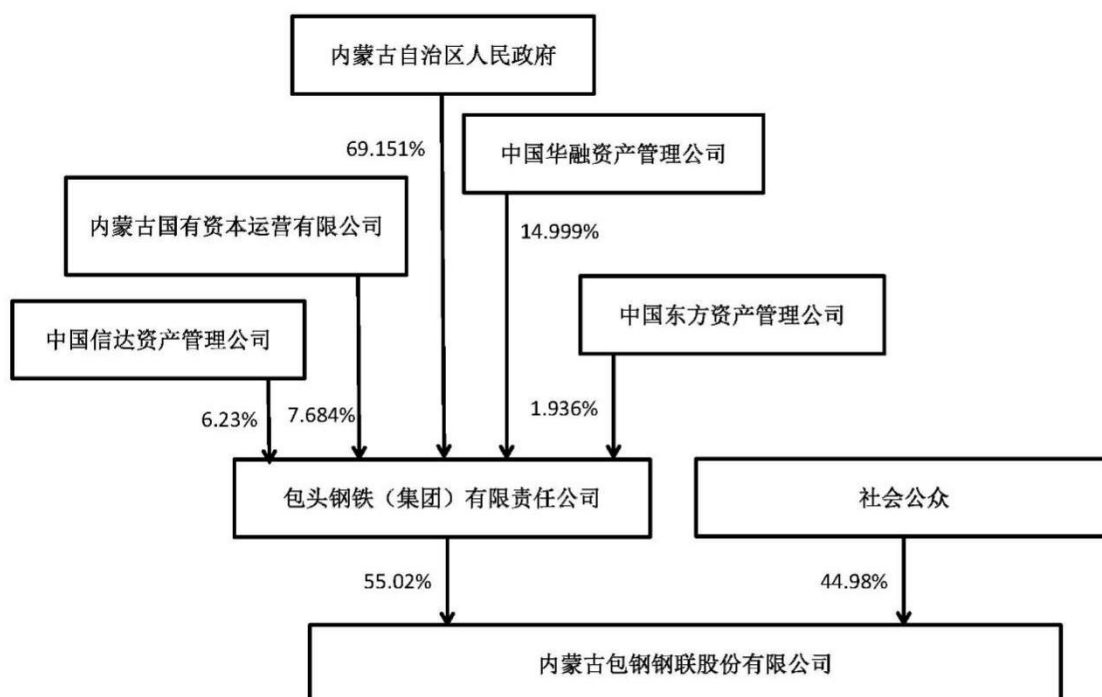 内蒙古自治区人民政府
69.151%
中国华融资产管理公司
内蒙古国有资本运营有限公司
14.999%
中国信达资产管理公司
中国东方资产管理公司
6.23%
7.684%
1.936%
包头钢铁（集团）有限责任公司
社会公众
55.02%
44.98%
内蒙古包钢钢联股份有限公司